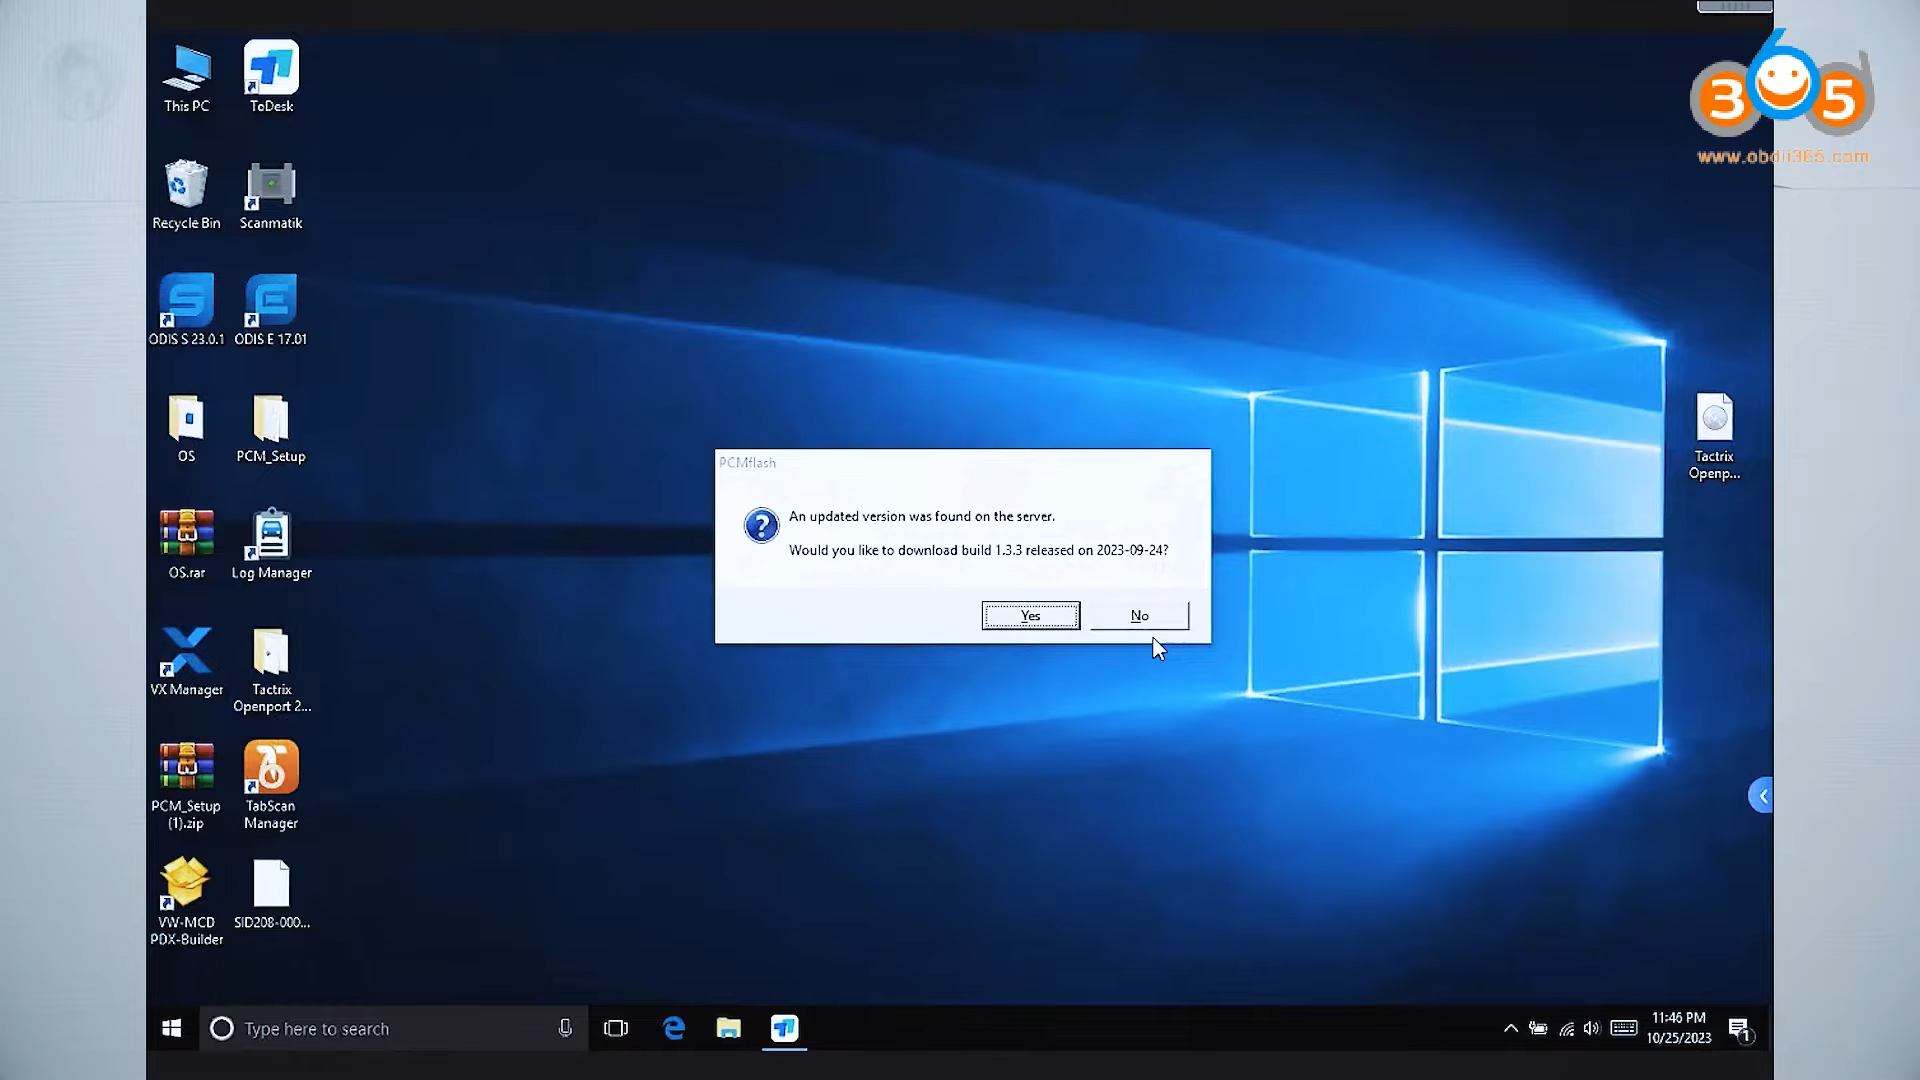 This PC
ToDesk
Recycle Bin
Scanmatik
ODIS S 23.0.1
ODIS E 17.01
OS
PCM_Setup
OS.rar
Log Manager
VX Manager
Tactrix
Openport 2...
PCM_Setup
(1).zip
TabScan
Manager
VW-MCD
PDX-Builder
SID208-000...
PCMflash
An updated version was found on the server.
Would you like to download build 1.3.3 released on 2023-09-24?
Yes
No
365
www.obdii365.com
Tactrix
Openp...
Type here to search
11:46 PM
10/25/2023
1